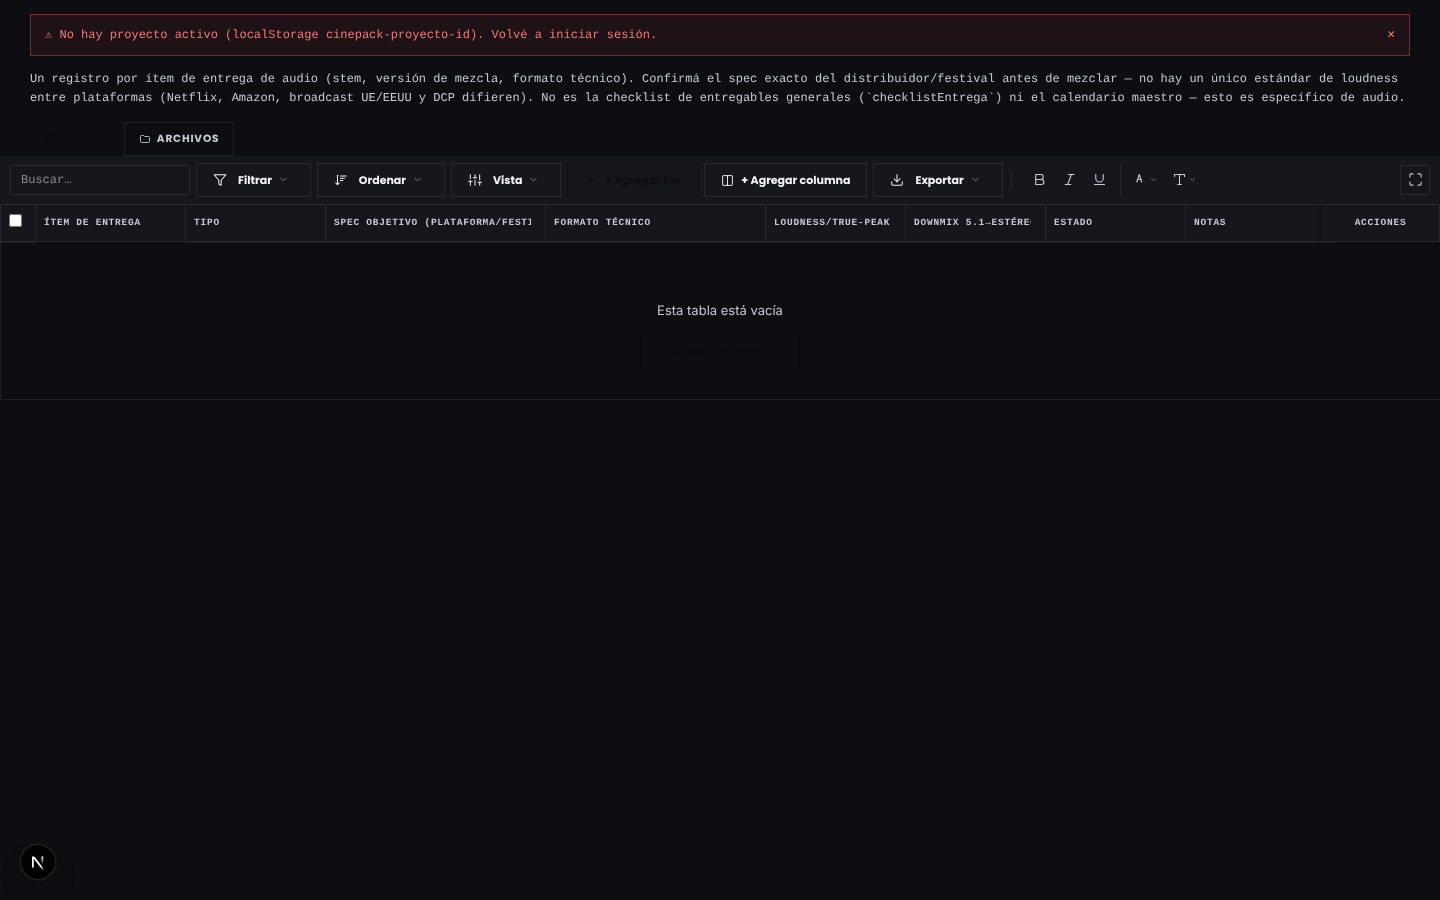 ⚠ No hay proyecto activo (localStorage cinepack-proyecto-id). Volvé a iniciar sesión. ×
Un registro por ítem de entrega de audio (stem, versión de mezcla, formato técnico). Confirmá el spec exacto del distribuidor/festival antes de mezclar — no hay un único estándar de loudness
entre plataformas (Netflix, Amazon, broadcast UE/EEUU y DCP difieren). No es la checklist de entregables generales (`checklistEntrega`) ni el calendario maestro — esto es específico de audio.
ARCHIVOS
Buscar… Filtrar Ordenar Vista + Agregar fila + Agregar columna Exportar B I U A T
ÍTEM DE ENTREGA TIPO SPEC OBJETIVO (PLATAFORMA/FESTI FORMATO TÉCNICO LOUDNESS/TRUE-PEAK DOWNMIX 5.1→ESTÉRE ESTADO NOTAS ACCIONES
Esta tabla está vacía
N